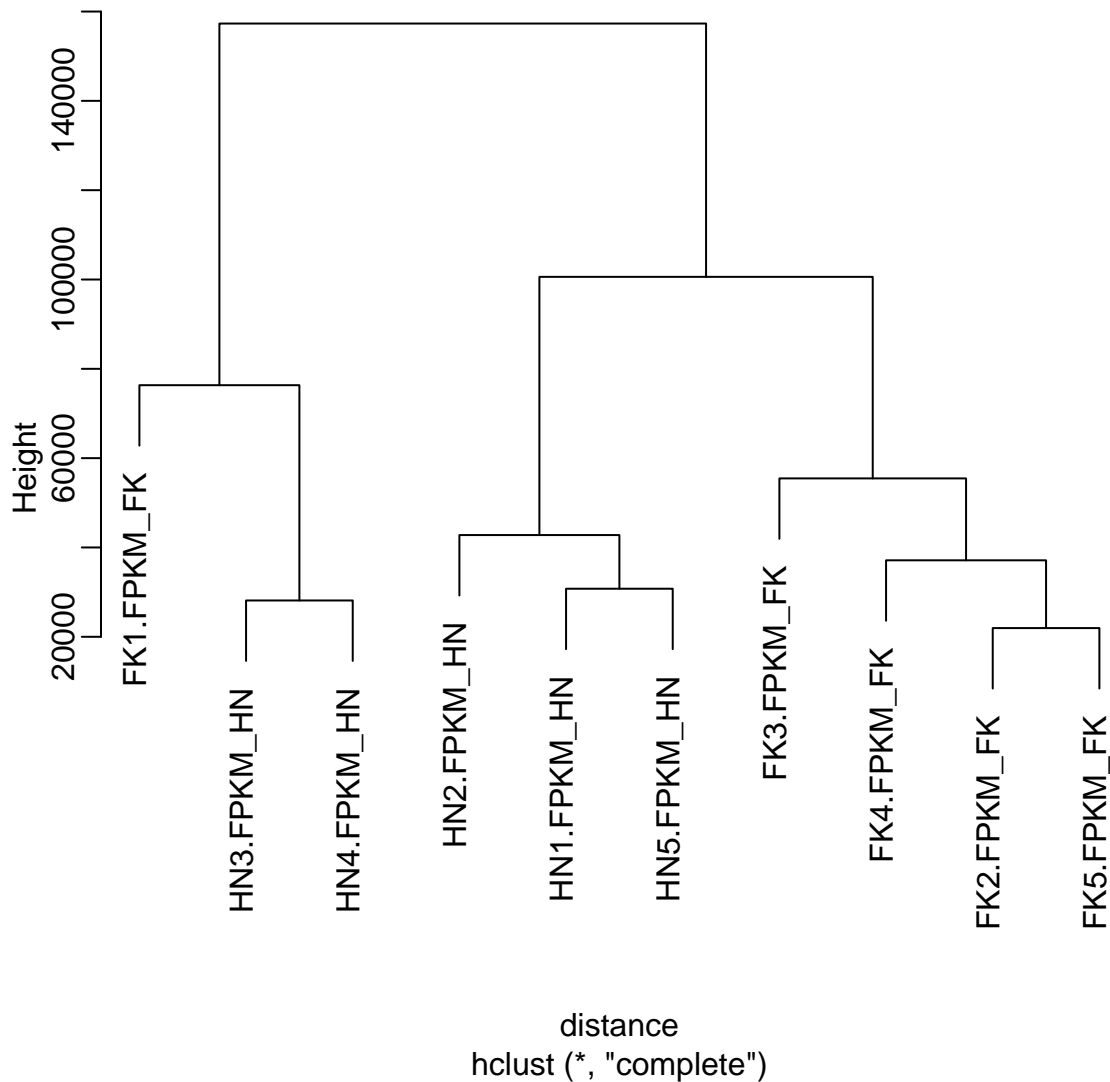 Height
140000
100000
60000
20000
FK1.FPKM_FK
HN3.FPKM_HN
HN4.FPKM_HN
HN2.FPKM_HN
HN1.FPKM_HN
HN5.FPKM_HN
FK3.FPKM_FK
FK4.FPKM_FK
FK2.FPKM_FK
FK5.FPKM_FK
distance
hclust (*, "complete")